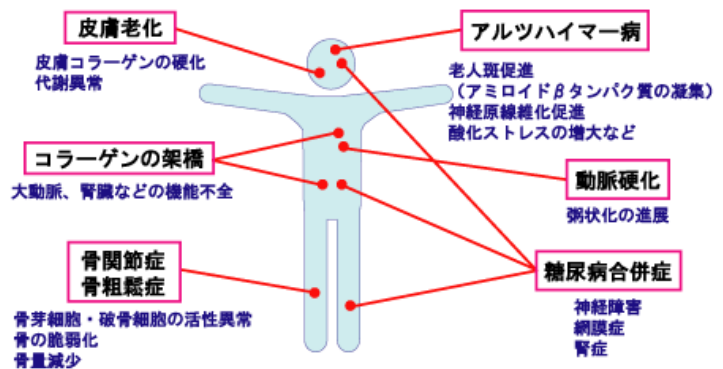 皮膚老化
皮膚コラーゲンの硬化
代謝異常
アルツハイマー病
老人斑促進
（アミロイドβタンパク質の凝集）
神経原線維化促進
酸化ストレスの増大など
コラーゲンの架橋
大動脈、腎臓などの機能不全
動脈硬化
粥状化の進展
骨関節症
骨粗鬆症
骨芽細胞・破骨細胞の活性異常
骨の脆弱化
骨量減少
糖尿病合併症
神経障害
網膜症
腎症